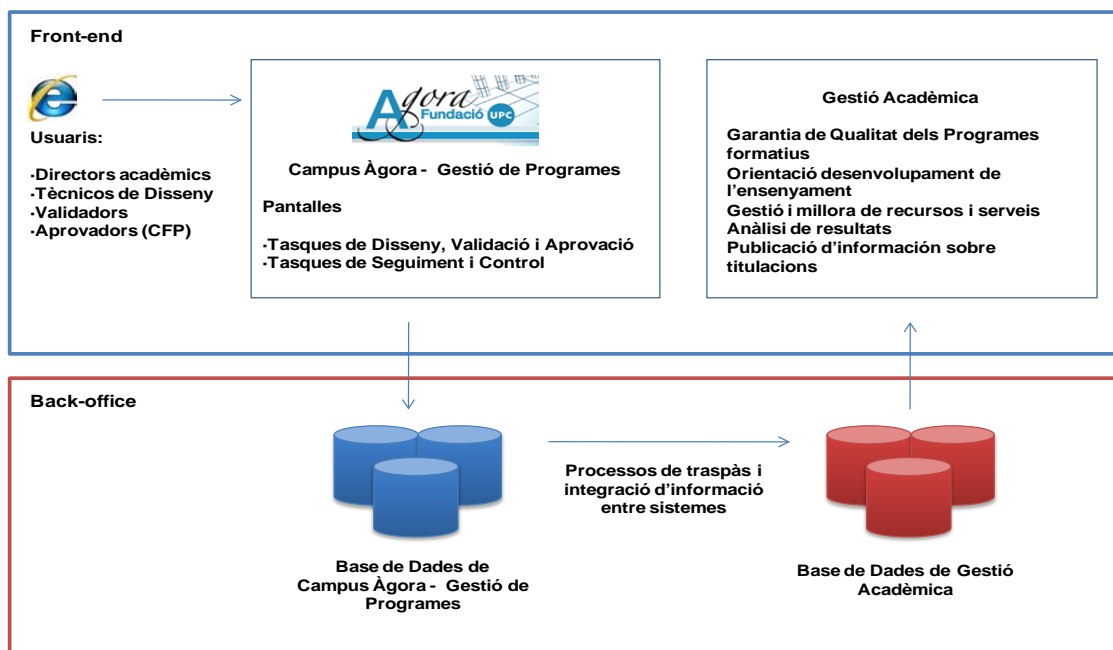 Front-end
Usuaris:
·Directors acadèmics
·Tècnicos de Disseny
·Validadors
·Aprovadors (CFP)
Agora
Fundació UPC
Campus Àgora - Gestió de Programes
Pantalles
·Tasques de Disseny, Validació i Aprovació
·Tasques de Seguiment i Control
Gestió Acadèmica
Garantia de Qualitat dels Programes
formatius
Orientació desenvolupament de
l'ensenyament
Gestió i millora de recursos i serveis
Anàlisi de resultats
Publicació d'información sobre
titulacions
Back-office
Processos de traspàs i
integració d'informació
entre sistemes
Base de Dades de
Campus Àgora - Gestió de
Programes
Base de Dades de Gestió
Acadèmica